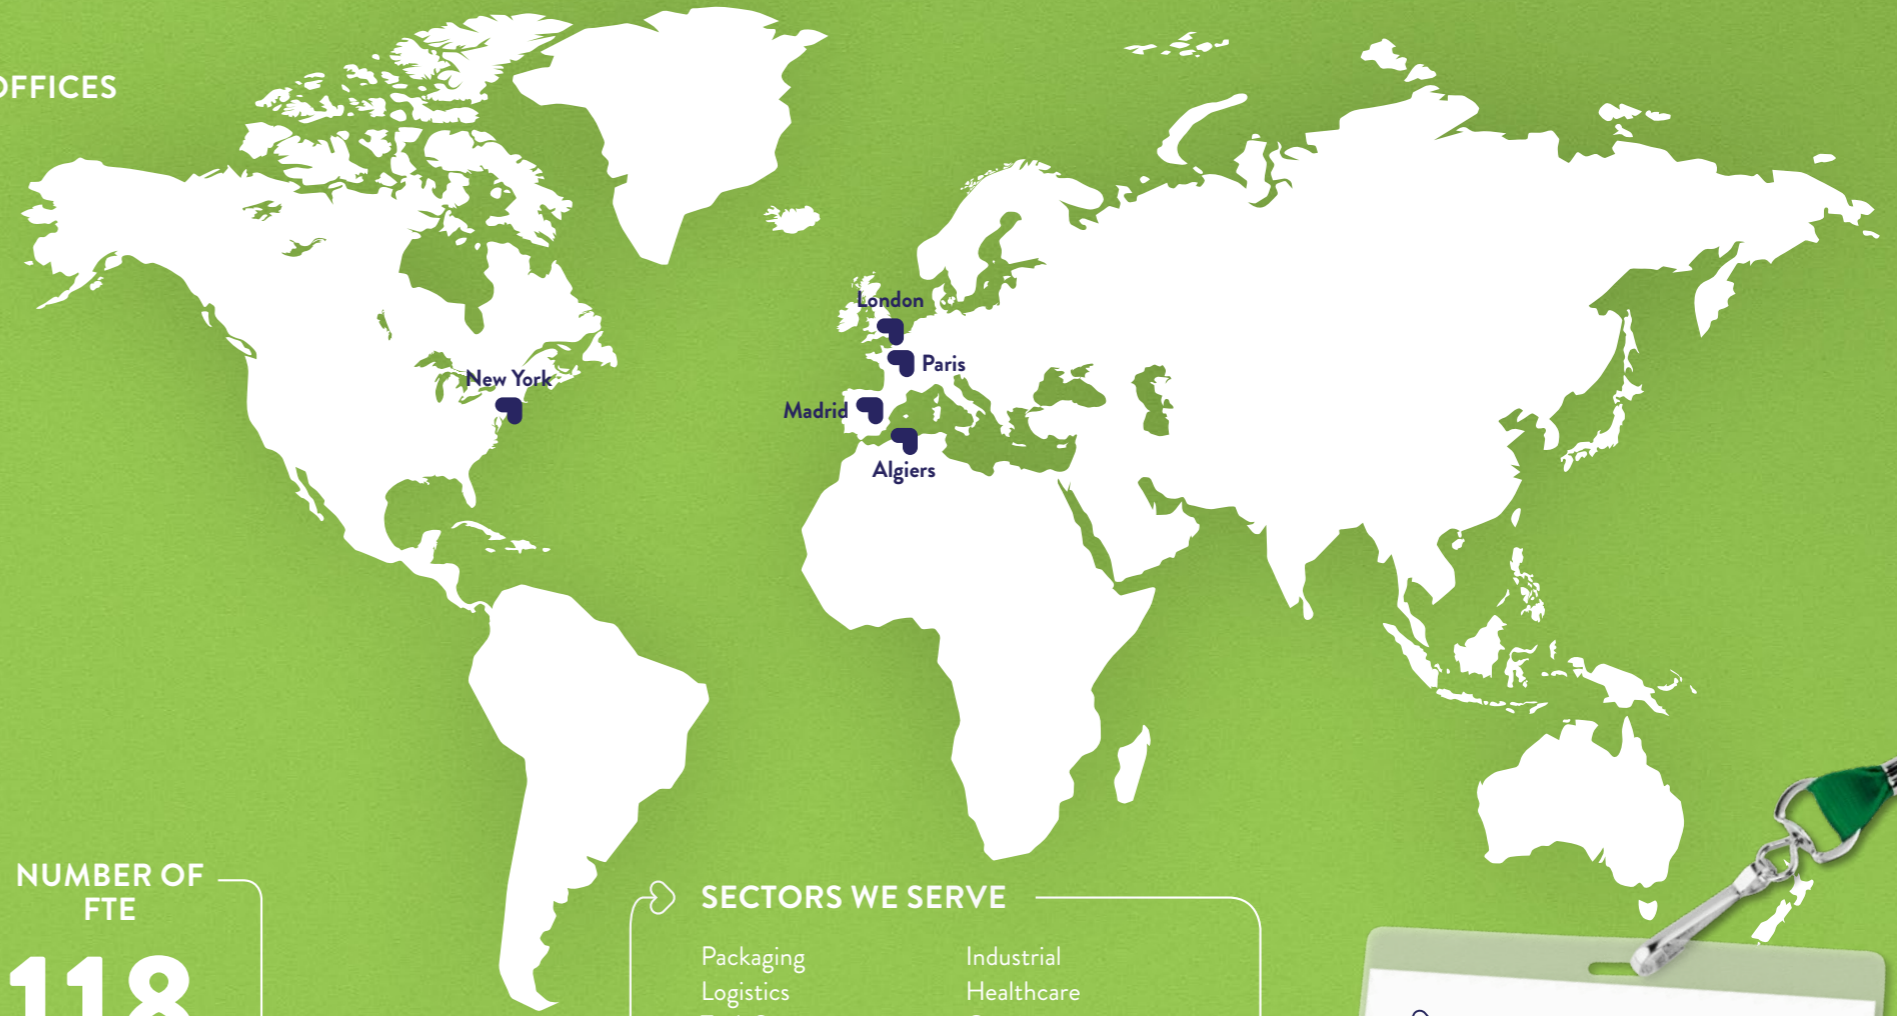 OFFICES
London
Paris
New York
Madrid
Algiers
NUMBER OF
FTE
118
SECTORS WE SERVE
Packaging
Industrial
Logistics
Healthcare